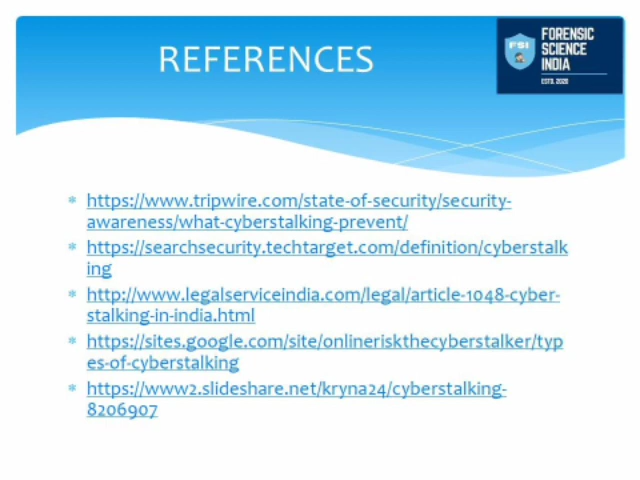 REFERENCES
FSI
FORENSIC
SCIENCE
INDIA
ESTD. 2020
https://www.tripwire.com/state-of-security/security-
awareness/what-cyberstalking-prevent/
https://searchsecurity.techtarget.com/definition/cyberstalk
ing
http://www.legalserviceindia.com/legal/article-1048-cyber-
stalking-in-india.html
https://sites.google.com/site/onlineriskthecyberstalker/typ
es-of-cyberstalking
https://www2.slideshare.net/kryna24/cyberstalking-
8206907